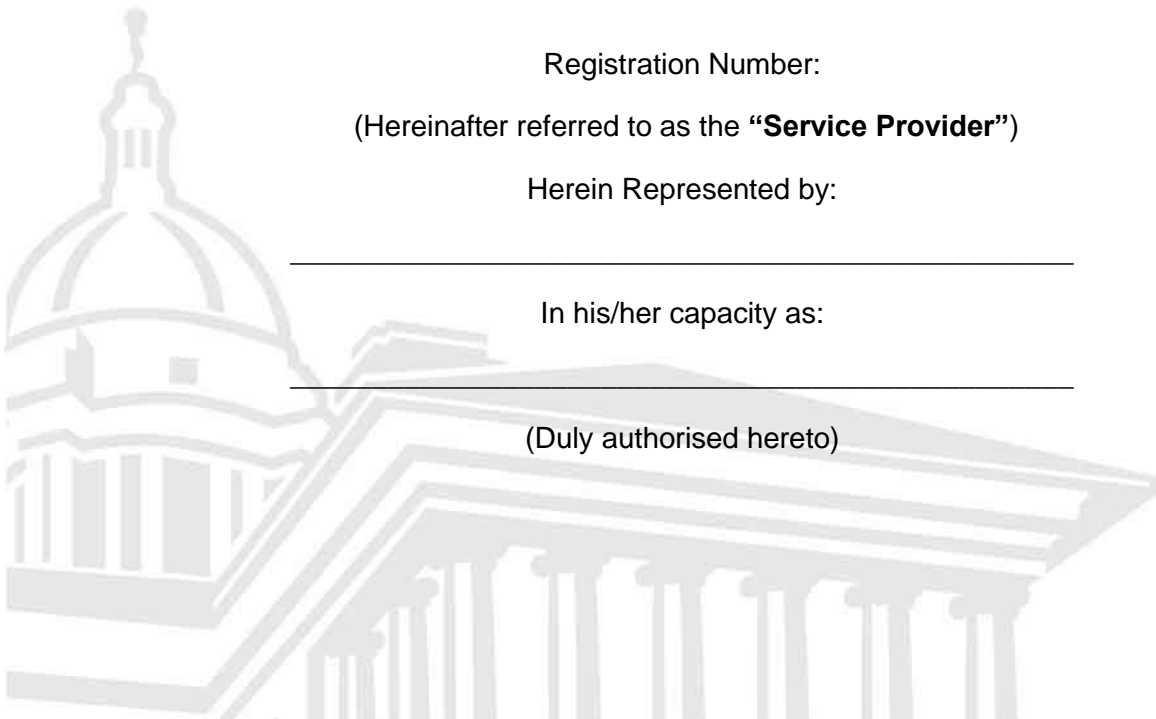 Registration Number:
(Hereinafter referred to as the “Service Provider”)
Herein Represented by:
In his/her capacity as:
(Duly authorised hereto)